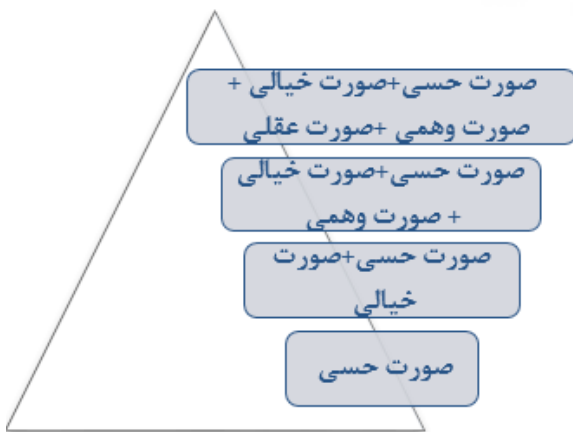 صورت حسی+صورت خیالی +
صورت وهمی +صورت عقلی
صورت حسی+صورت خیالی
+ صورت وهمی
صورت حسی+صورت
خیالی
صورت حسی